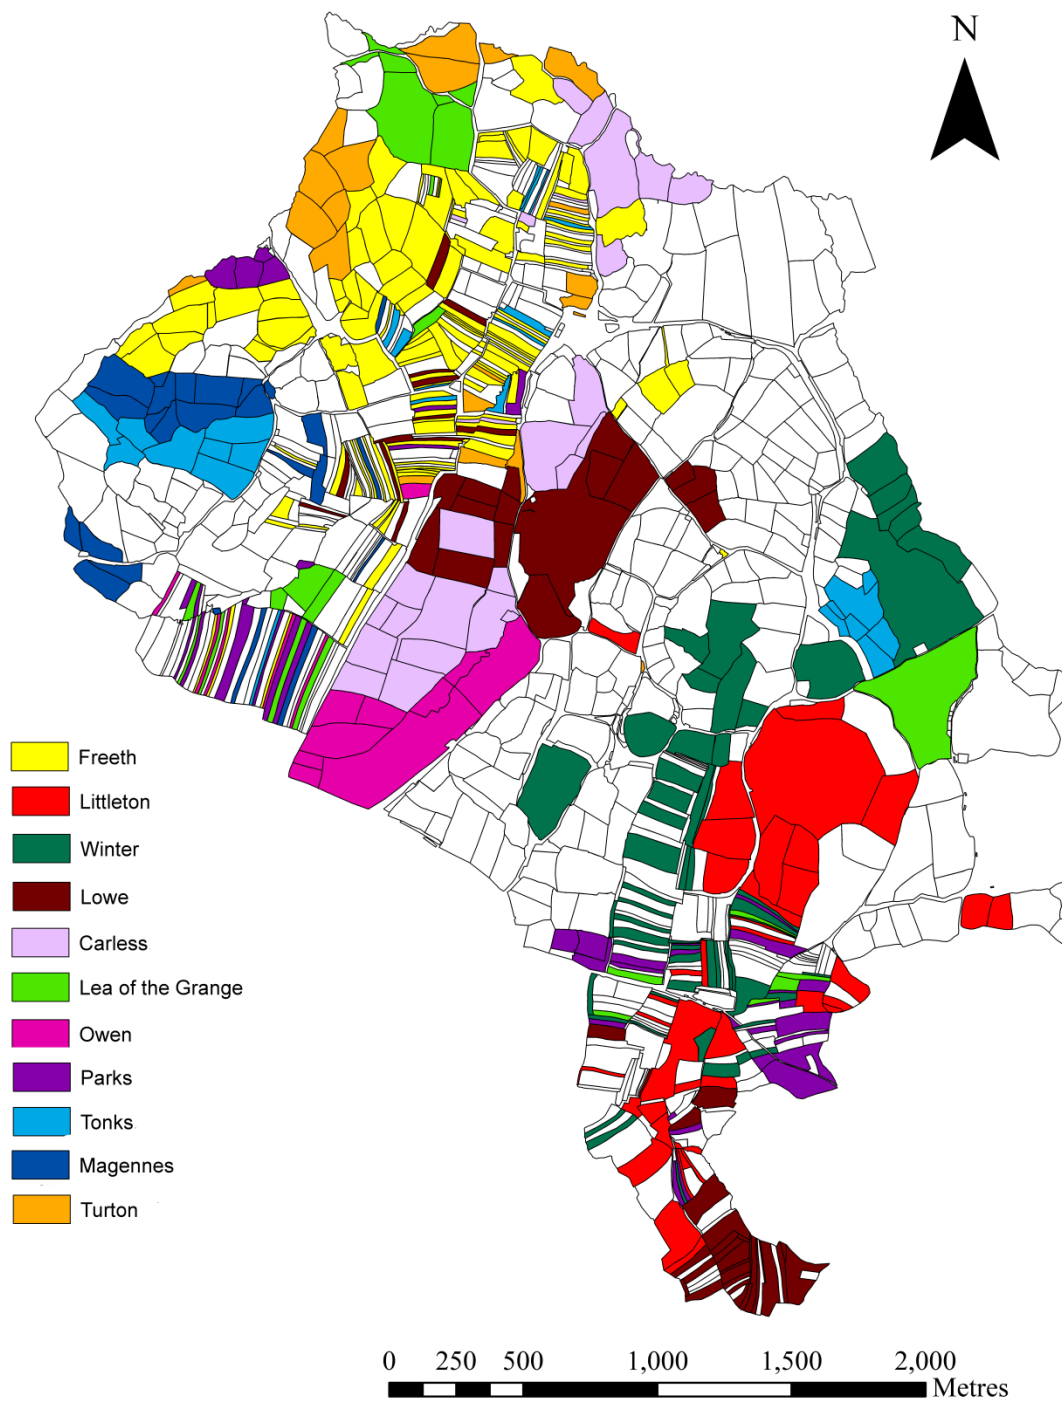 N
Freeth
Littleton
Winter
Lowe
Carless
Lea of the Grange
Owen
Parks
Tonks
Magennes
Turton
0 250 500 1,000 1,500 2,000
Metres